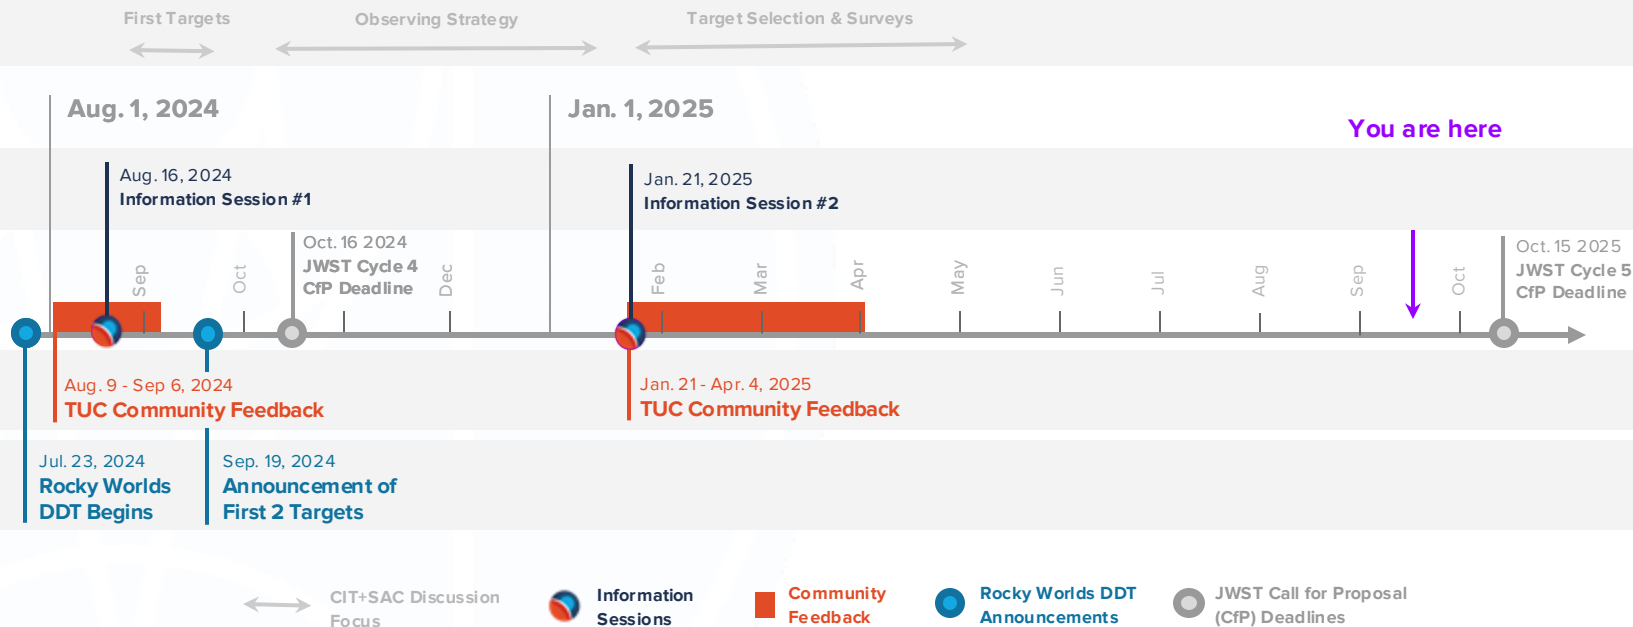 First Targets
Observing Strategy
Target Selection & Surveys
Aug. 1, 2024
Jan. 1, 2025
You are here
Aug. 16, 2024
Information Session #1
Jan. 21, 2025
Information Session #2
Oct. 16 2024
JWST Cycle 4
CfP Deadline
Oct. 15 2025
JWST Cycle 5
CfP Deadline
Sep
Oct
Dec
Feb
Mar
Apr
May
Jun
Jul
Aug
Sep
Oct
Aug. 9 - Sep 6, 2024
TUC Community Feedback
Jan. 21 - Apr. 4, 2025
TUC Community Feedback
Jul. 23, 2024
Rocky Worlds
DDT Begins
Sep. 19, 2024
Announcement of
First 2 Targets
CIT+SAC Discussion
Focus
Information
Sessions
Community
Feedback
Rocky Worlds DDT
Announcements
JWST Call for Proposal
(CfP) Deadlines